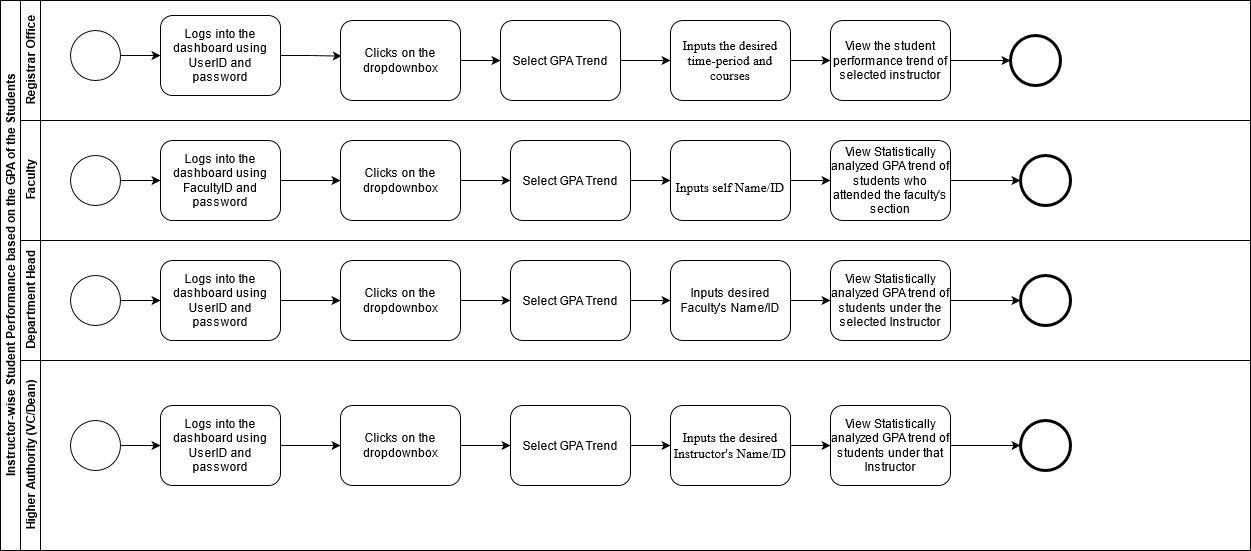 Instructor-wise Student Performance based on the GPA of the Students
Registrar Office
Logs into the
dashboard using
UserID and
password
Clicks on the
dropdownbox
Select GPA Trend
Inputs the desired
time-period and
courses
View the student
performance trend of
selected instructor
Faculty
Logs into the
dashboard using
FacultyID and
password
Clicks on the
dropdownbox
Select GPA Trend
Inputs self Name/ID
View Statistically
analyzed GPA trend of
students who
attended the faculty's
section
Department Head
Logs into the
dashboard using
UserID and
password
Clicks on the
dropdownbox
Select GPA Trend
Inputs desired
Faculty's Name/ID
View Statistically
analyzed GPA trend of
students under the
selected Instructor
Higher Authority (VC/Dean)
Logs into the
dashboard using
UserID and
password
Clicks on the
dropdownbox
Select GPA Trend
Inputs the desired
Instructor's Name/ID
View Statistically
analyzed GPA trend of
students under that
Instructor